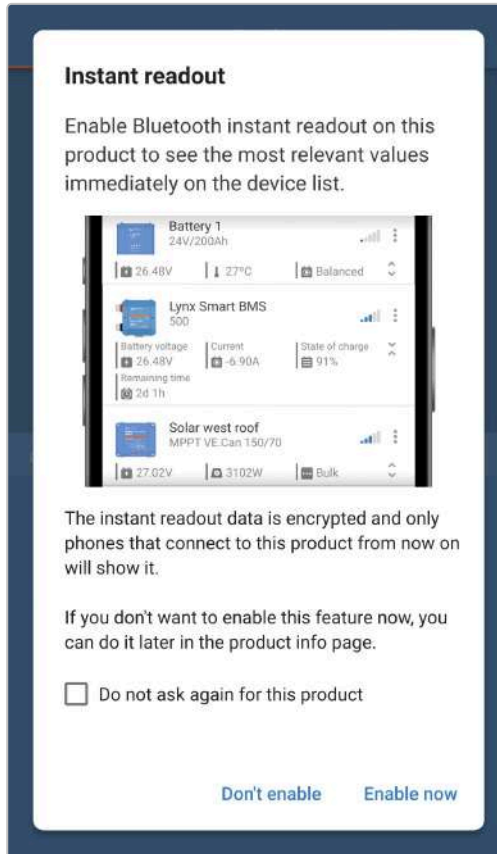 Instant readout
Enable Bluetooth instant readout on this
product to see the most relevant values
immediately on the device list.
Battery 1
24V/200Ah
26.48V 27°C Balanced
Lynx Smart BMS
500
Battery voltage Current State of charge
26.48V -6.90A 91%
Remaining time
2d 1h
Solar west roof
MPPT VE.Can 150/70
27.02V 3102W Bulk
The instant readout data is encrypted and only
phones that connect to this product from now on
will show it.
If you don't want to enable this feature now, you
can do it later in the product info page.
Do not ask again for this product
Don't enable Enable now